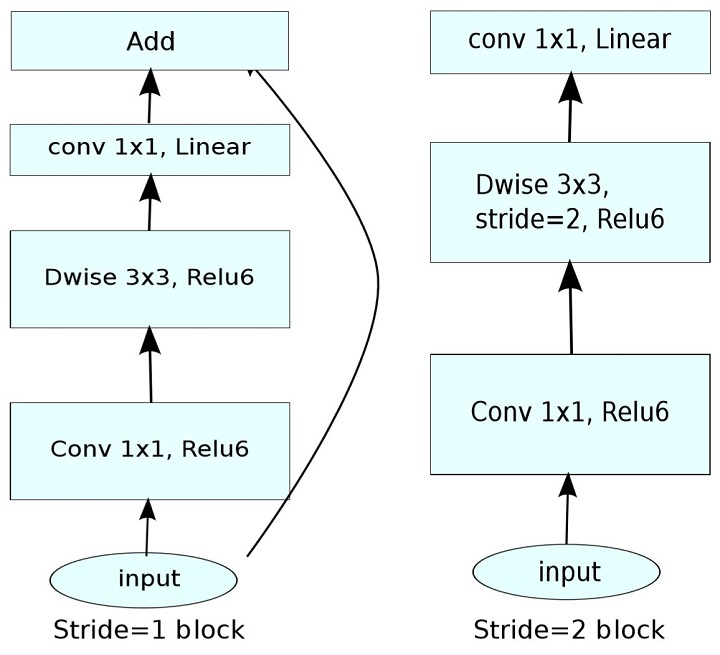 Add
conv 1x1, Linear
Dwise 3x3, Relu6
Conv 1x1, Relu6
input
Stride=1 block
conv 1x1, Linear
Dwise 3x3,
stride=2, Relu6
Conv 1x1, Relu6
input
Stride=2 block